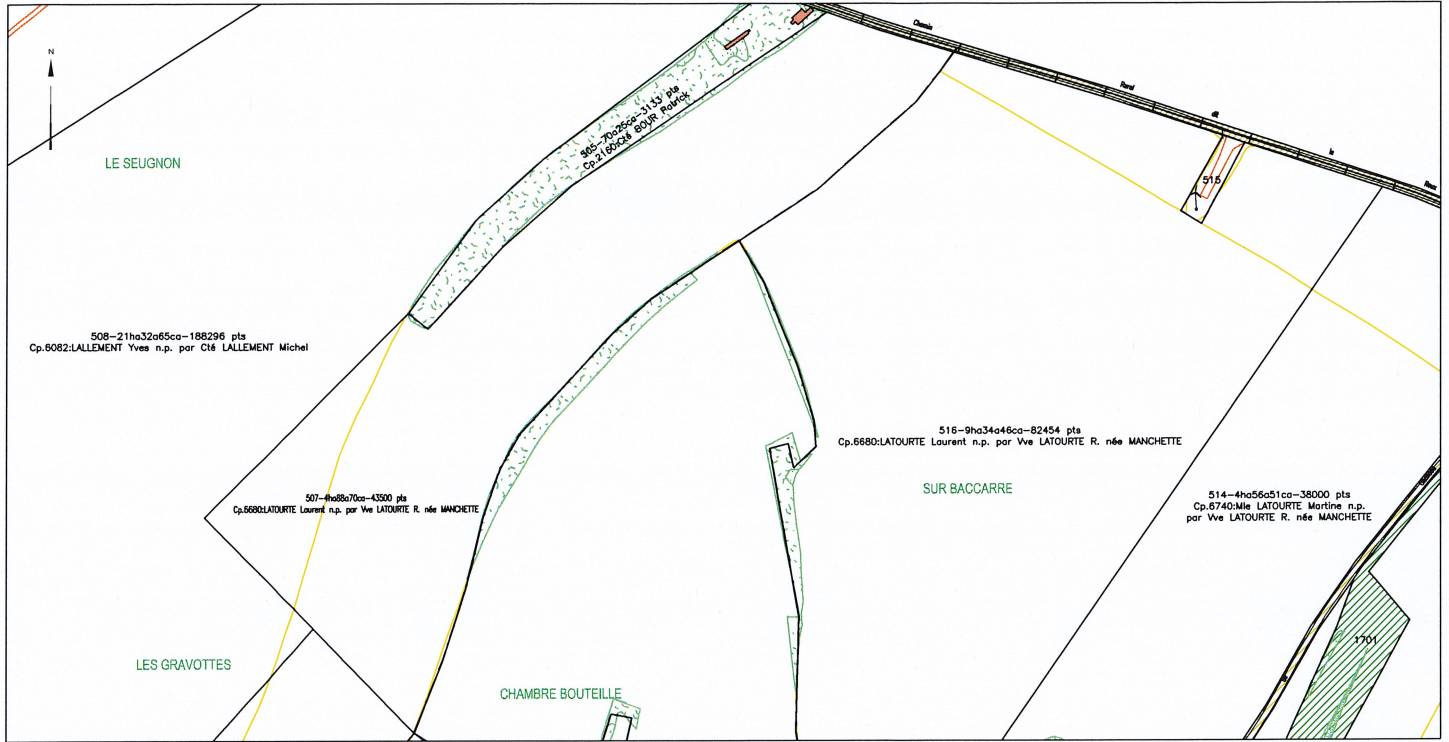 N
Chemin
Rural
dit
le
Roux
LE SEUGNON
505-70a25ca-3133 pts
Cp.2160:Cté BOUR Patrick
515
508-21ha32a65ca-188296 pts
Cp.6082:LALLEMENT Yves n.p. par Cté LALLEMENT Michel
516-9ha34a46ca-82454 pts
Cp.6680:LATOURTE Laurent n.p. par Vve LATOURTE R. née MANCHETTE
SUR BACCARRE
507-4ha88a70ca-43500 pts
Cp.6680:LATOURTE Laurent n.p. par Vve LATOURTE R. née MANCHETTE
514-4ha56a51ca-38000 pts
Cp.6740:Mle LATOURTE Martine n.p.
par Vve LATOURTE R. née MANCHETTE
1701
LES GRAVOTTES
CHAMBRE BOUTEILLE